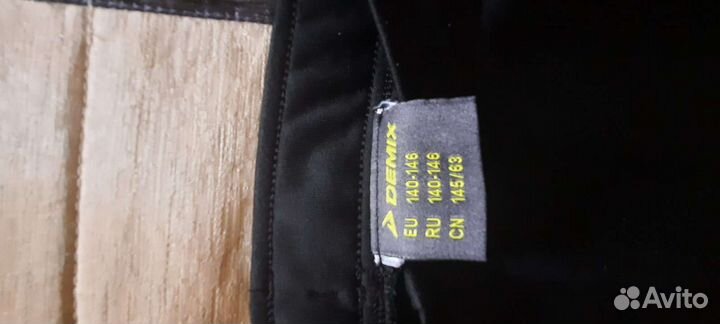 DEMIX
EU 140-146
RU 140-146
CN 145/63
Avito